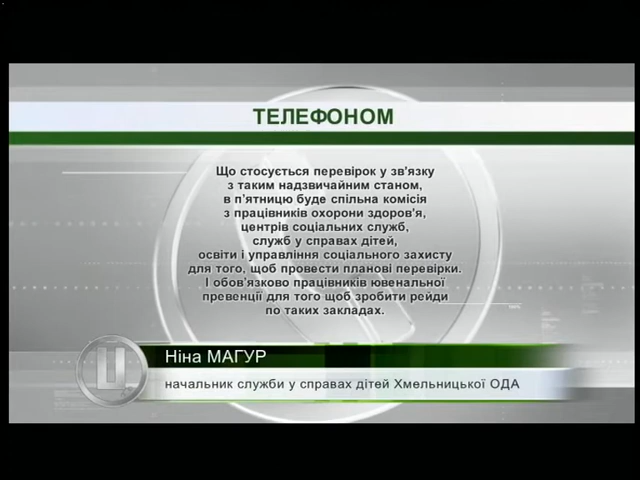 ТЕЛЕФОНОМ
Що стосується перевірок у зв'язку
з таким надзвичайним станом,
в п'ятницю буде спільна комісія
з працівників охорони здоров'я,
центрів соціальних служб,
служб у справах дітей,
освіти і управління соціального захисту
для того, щоб провести планові перевірки.
І обов'язково працівників ювенальної
превенції для того щоб зробити рейди
по таких закладах.
Ніна МАГУР
начальник служби у справах дітей Хмельницької ОДА